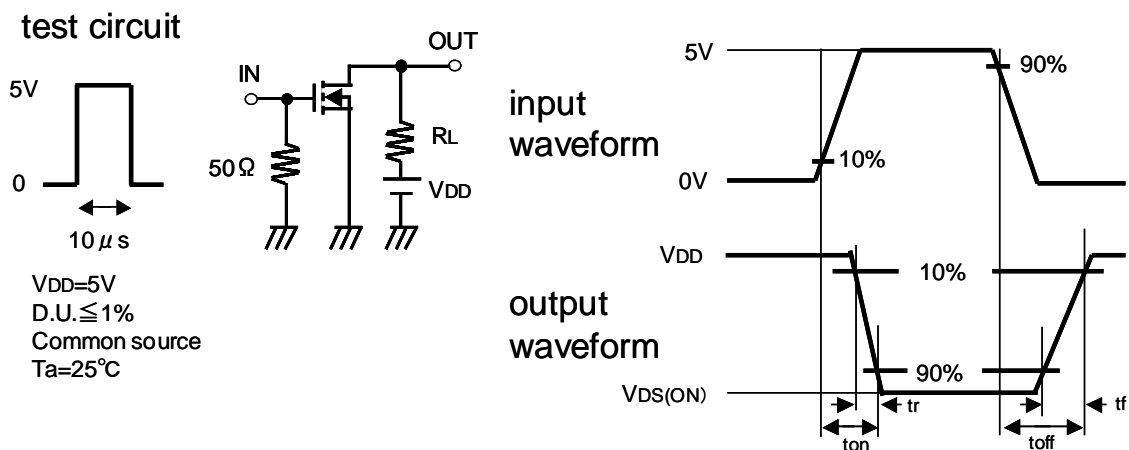 test circuit
5V
0
10μs
IN
OUT
50Ω
RL
VDD
VDD=5V
D.U.≦1%
Common source
Ta=25℃
input
waveform
5V
0V
10%
90%
output
waveform
VDD
VDS(ON)
10%
90%
tr
ton
tf
toff